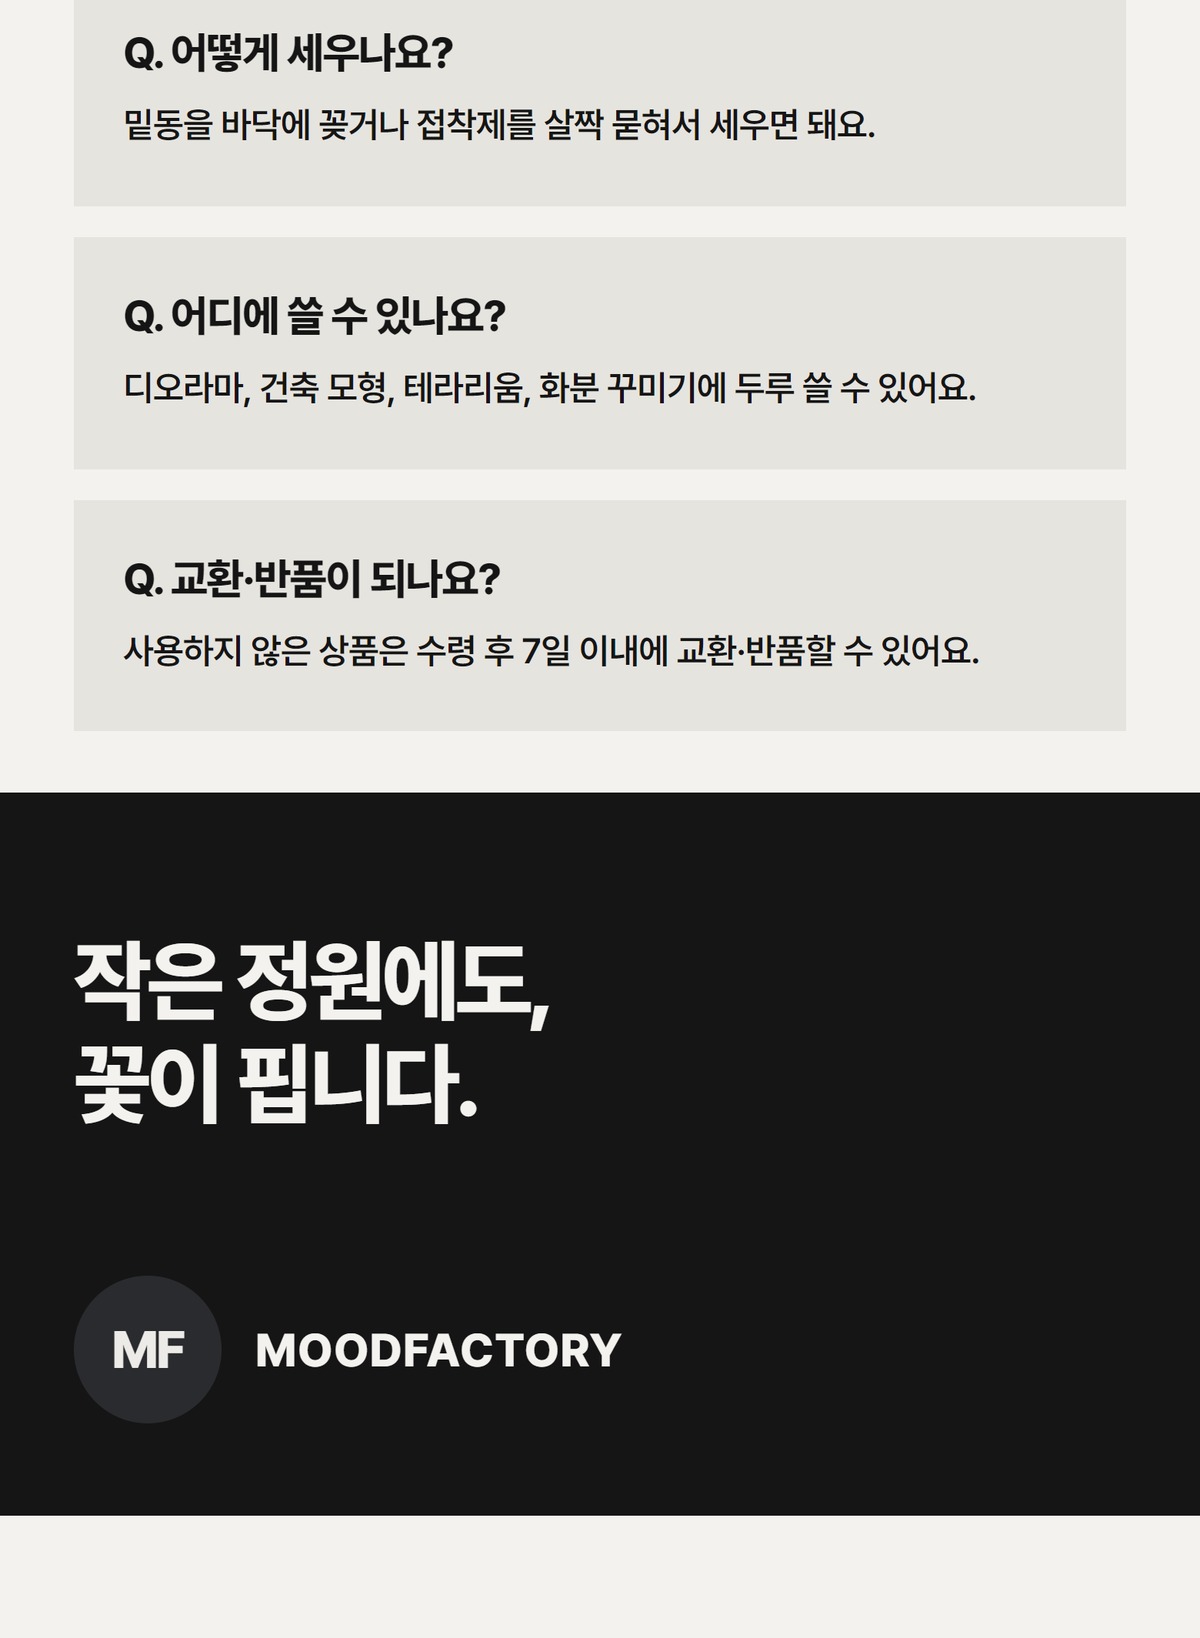 Q. 어떻게 세우나요?
밑동을 바닥에 꽂거나 접착제를 살짝 묻혀서 세우면 돼요.
Q. 어디에 쓸 수 있나요?
디오라마, 건축 모형, 테라리움, 화분 꾸미기에 두루 쓸 수 있어요.
Q. 교환·반품이 되나요?
사용하지 않은 상품은 수령 후 7일 이내에 교환·반품할 수 있어요.
작은 정원에도,
꽃이 핍니다.
MF
MOODFACTORY